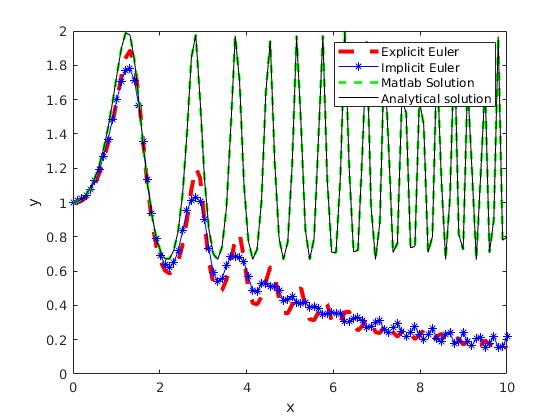 2
1.8
1.6
1.4
1.2
1
0.8
0.6
0.4
0.2
0
y
Explicit Euler
Implicit Euler
Matlab Solution
Analytical solution
0 2 4 6 8 10
x